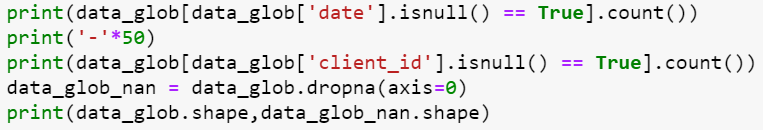 print(data_glob[data_glob['date'].isnull() == True].count())
print('-'*50)
print(data_glob[data_glob['client_id'].isnull() == True].count())
data_glob_nan = data_glob.dropna(axis=0)
print(data_glob.shape,data_glob_nan.shape)